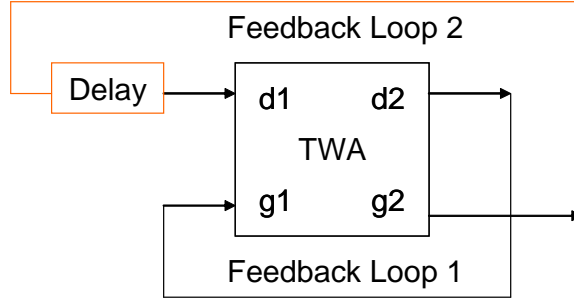 Feedback Loop 2
Delay
d1 d2
TWA
g1 g2
Feedback Loop 1